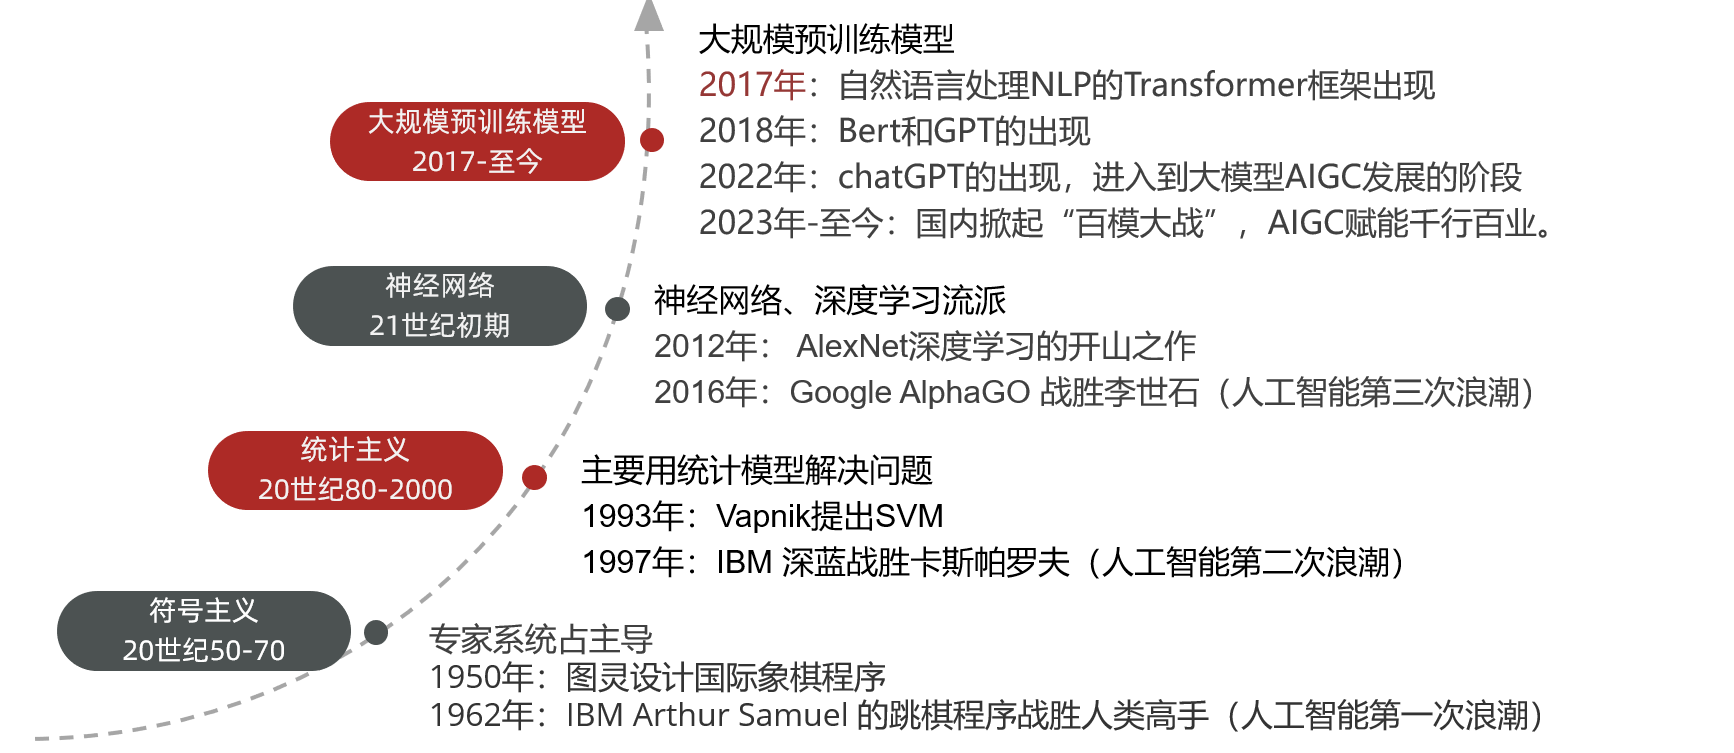 大规模预训练模型
2017年：自然语言处理NLP的Transformer框架出现
2018年：Bert和GPT的出现
2022年：chatGPT的出现，进入到大模型AIGC发展的阶段
2023年-至今：国内掀起“百模大战”，AIGC赋能千行百业。
大规模预训练模型
2017-至今
神经网络
21世纪初期
神经网络、深度学习流派
2012年： AlexNet深度学习的开山之作
2016年：Google AlphaGO 战胜李世石（人工智能第三次浪潮）
统计主义
20世纪80-2000
主要用统计模型解决问题
1993年：Vapnik提出SVM
1997年：IBM 深蓝战胜卡斯帕罗夫（人工智能第二次浪潮）
符号主义
20世纪50-70
专家系统占主导
1950年：图灵设计国际象棋程序
1962年：IBM Arthur Samuel 的跳棋程序战胜人类高手（人工智能第一次浪潮）